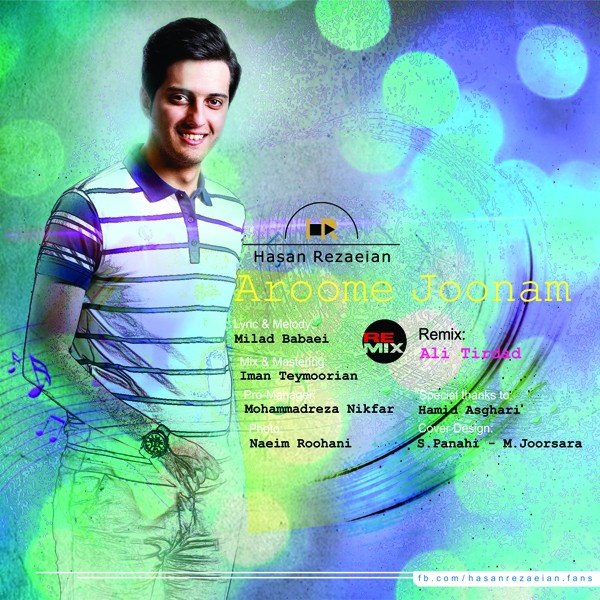 Hasan Rezaeian
Aroome Joonam
Lyric & Melody:
Milad Babaei
Mix & Mastering:
Iman Teymoorian
Pro-Manager:
Mohammadreza Nikfar
Photo:
Naeim Roohani
RE
MIX
Remix:
Ali Tirdad
Special thanks to:
Hamid Asghari
Cover Design:
S.Panahi - M.Joorsara
fb.com/hasanrezaeian.fans